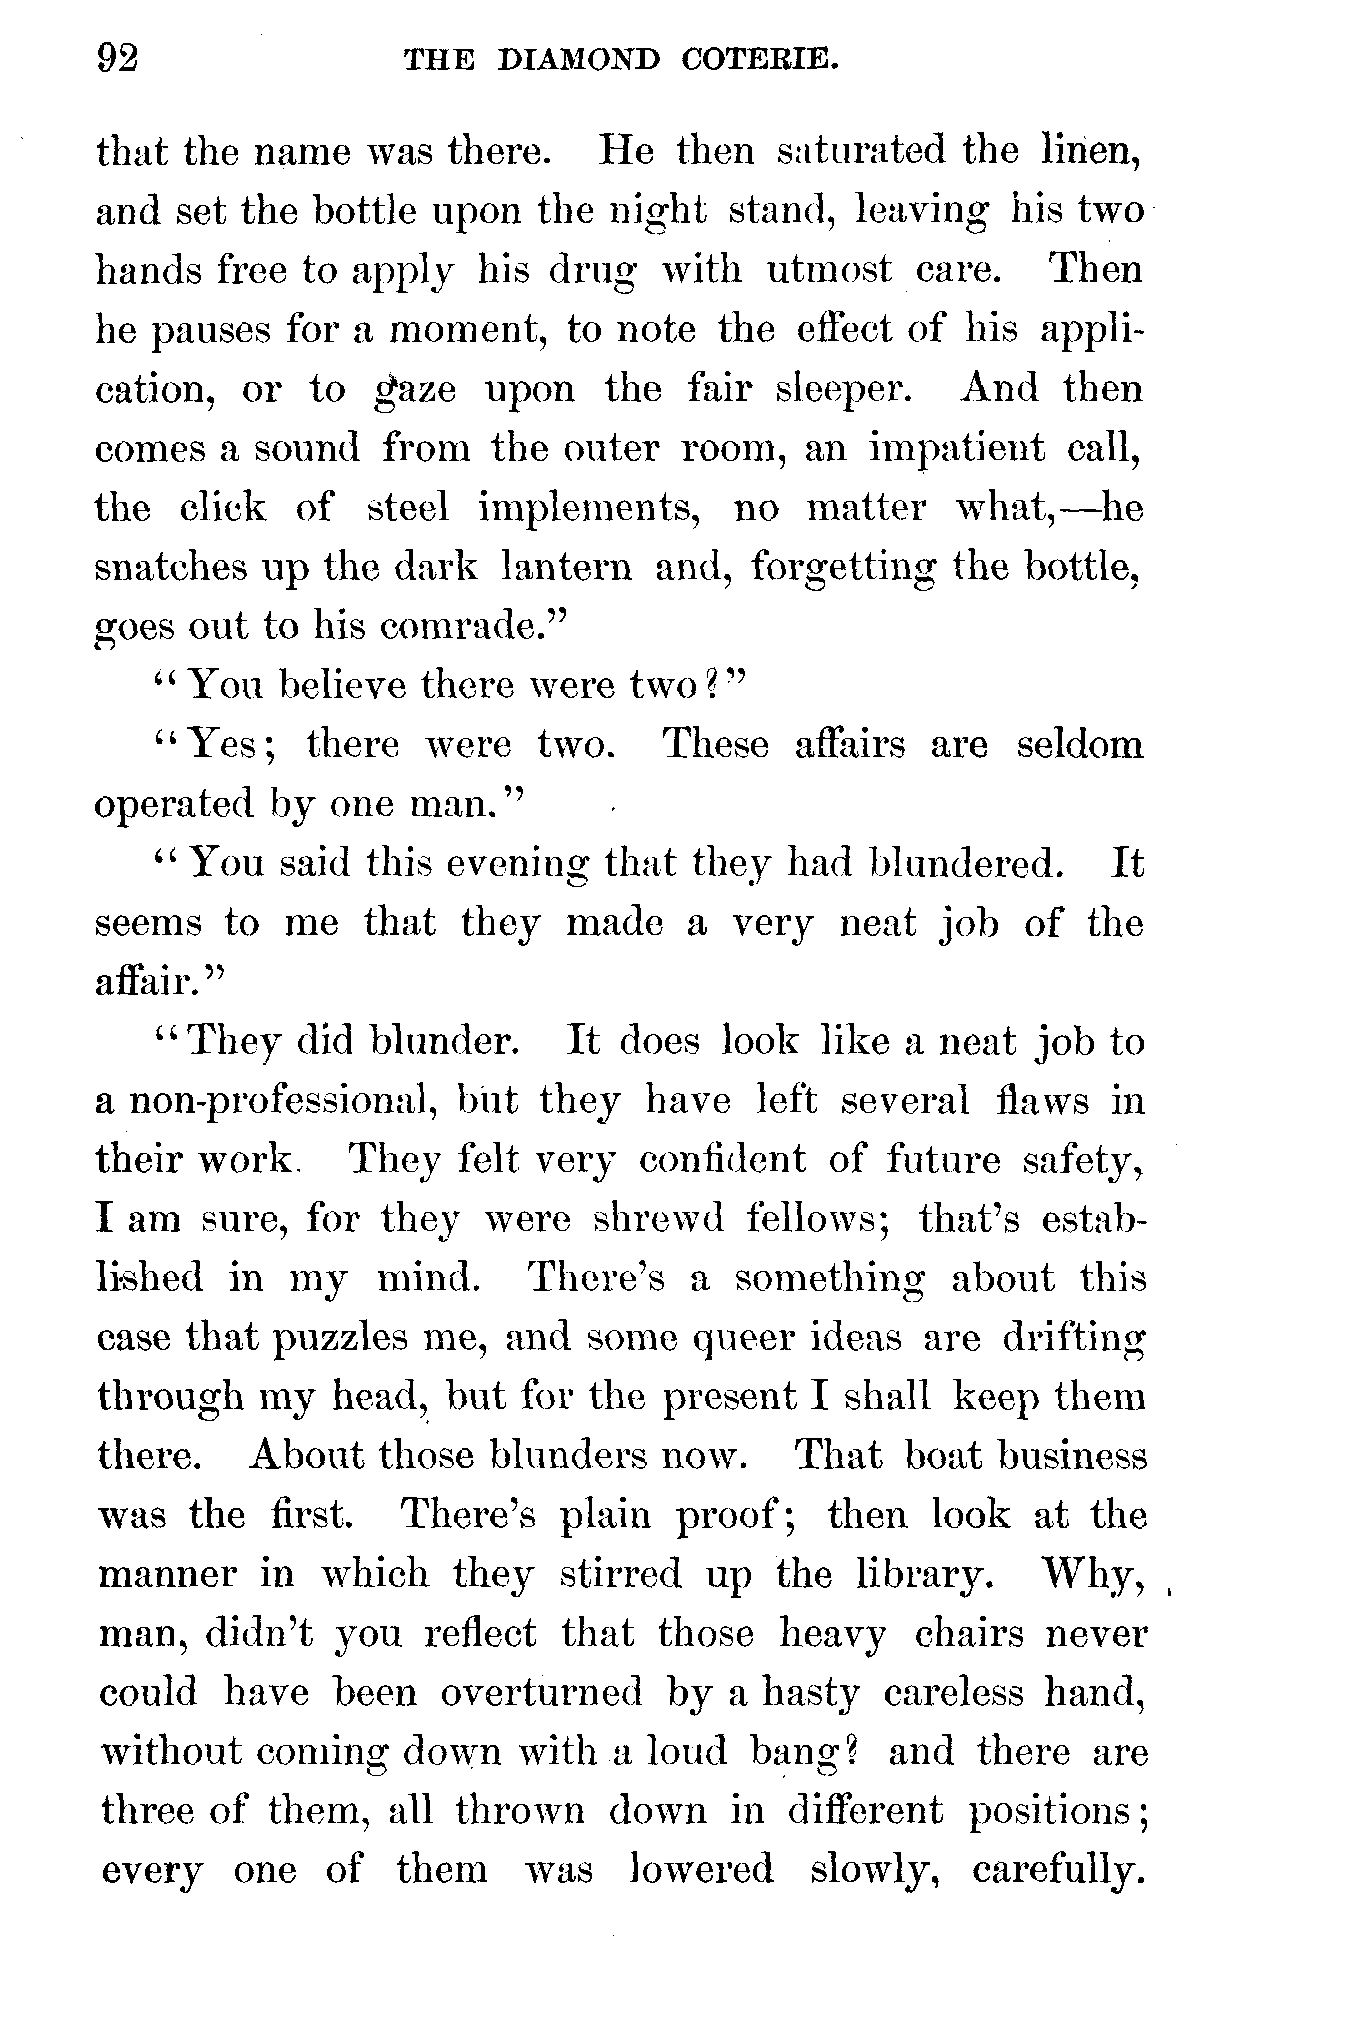 92 THE DIAMOND COTERIE.
that the name was there. He then saturated the linen,
and set the bottle upon the night stand, leaving his two
hands free to apply his drug with utmost care. Then
he pauses for a moment, to note the effect of his appli-
cation, or to gaze upon the fair sleeper. And then
comes a sound from the outer room, an impatient call,
the click of steel implements, no matter what,—he
snatches up the dark lantern and, forgetting the bottle,
goes out to his comrade.”
“You believe there were two?”
“Yes; there were two. These affairs are seldom
operated by one man.”
“You said this evening that they had blundered. It
seems to me that they made a very neat job of the
affair.”
“They did blunder. It does look like a neat job to
a non-professional, but they have left several flaws in
their work. They felt very confident of future safety,
I am sure, for they were shrewd fellows; that’s estab-
lished in my mind. There’s a something about this
case that puzzles me, and some queer ideas are drifting
through my head, but for the present I shall keep them
there. About those blunders now. That boat business
was the first. There’s plain proof; then look at the
manner in which they stirred up the library. Why,
man, didn’t you reflect that those heavy chairs never
could have been overturned by a hasty careless hand,
without coming down with a loud bang? and there are
three of them, all thrown down in different positions;
every one of them was lowered slowly, carefully.